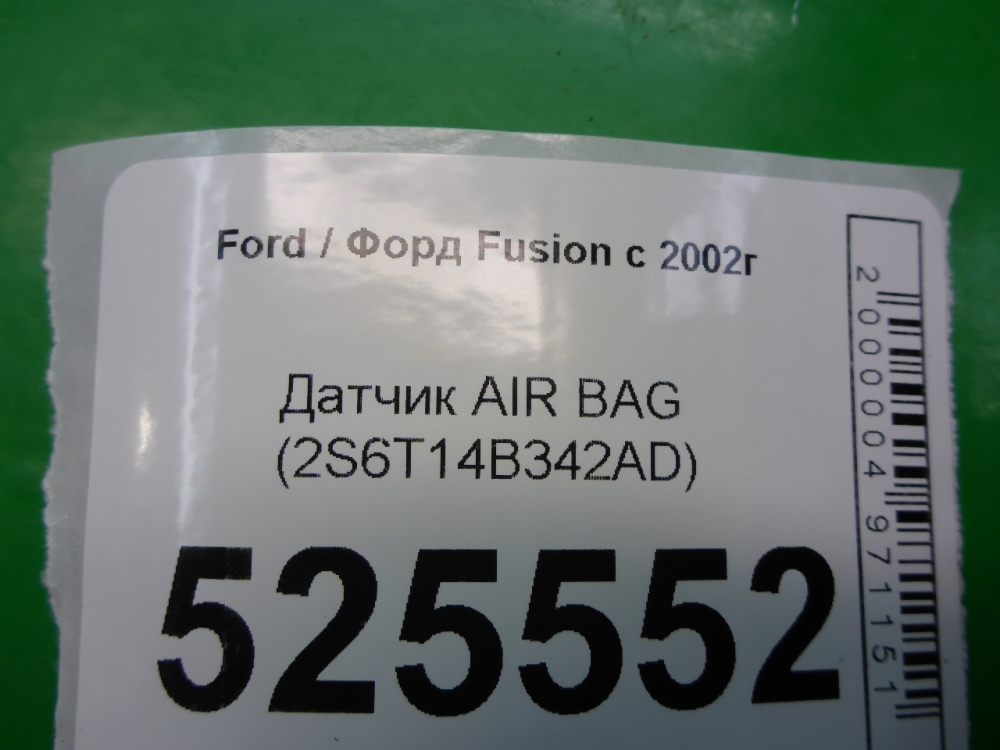 Ford / Форд Fusion с 2002г
Датчик AIR BAG
(2S6T14B342AD)
525552
2000004971151